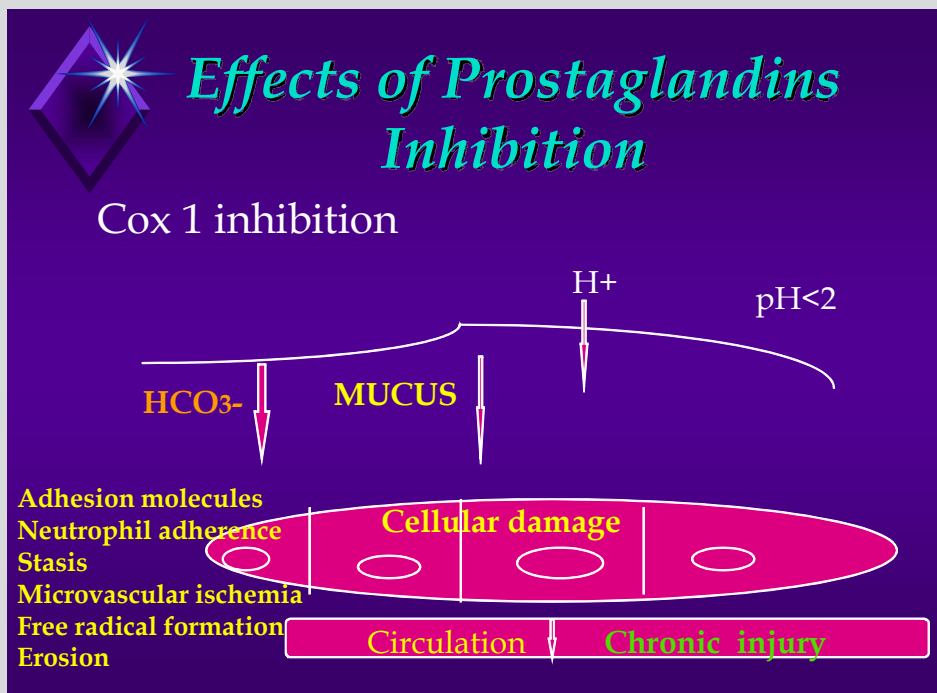 Effects of Prostaglandins
Inhibition
Cox 1 inhibition
H+
pH<2
HCO3-
MUCUS
Adhesion molecules
Neutrophil adherence
Stasis
Microvascular ischemia
Free radical formation
Erosion
Cellular damage
Circulation
Chronic injury